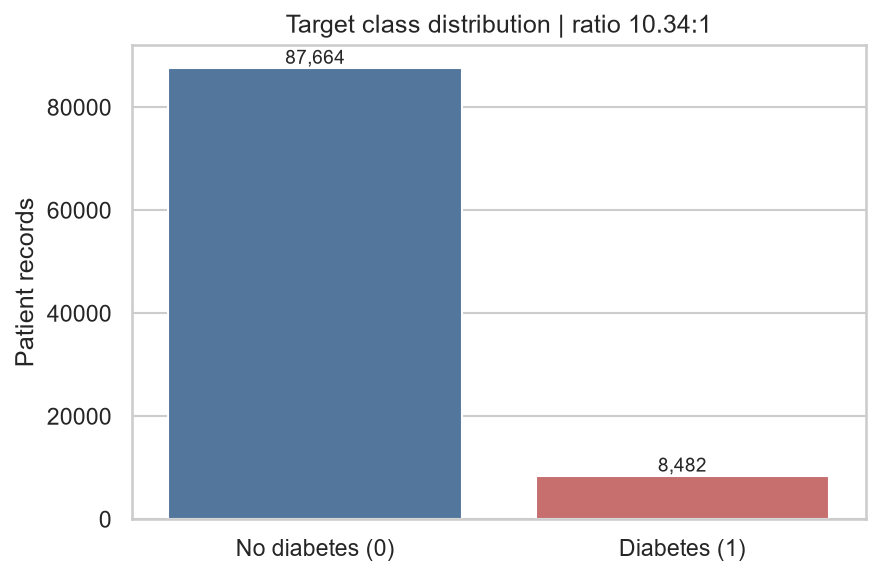 Target class distribution | ratio 10.34:1
87,664
80000
60000
40000
20000
0
Patient records
8,482
No diabetes (0)
Diabetes (1)